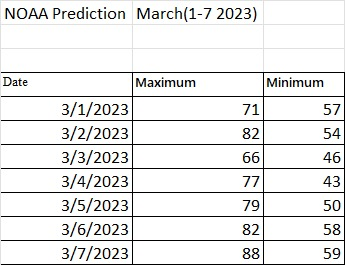 NOAA Prediction March(1-7 2023)
Date Maximum Minimum
3/1/2023 71 57
3/2/2023 82 54
3/3/2023 66 46
3/4/2023 77 43
3/5/2023 79 50
3/6/2023 82 58
3/7/2023 88 59